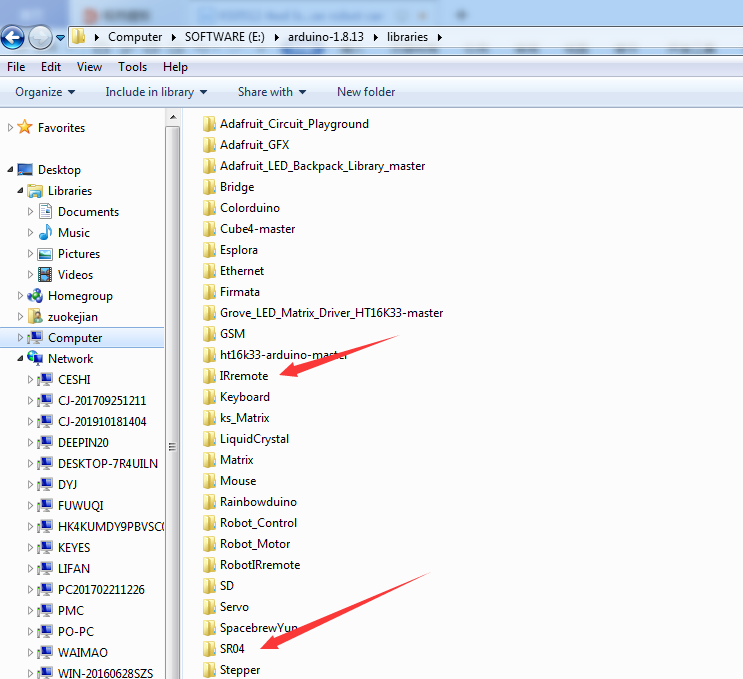 Computer SOFTWARE (E:) arduino-1.8.13 libraries
File Edit View Tools Help
Organize Include in library Share with New folder
Favorites
Desktop
Libraries
Documents
Music
Pictures
Videos
Homegroup
zuokejian
Computer
Network
CESHI
CJ-201709251211
CJ-201910181404
DEEPIN20
DESKTOP-7R4UILN
DYJ
FUWUQI
HK4KUMDY9PBVSC
KEYES
LIFAN
PC201702211226
PMC
PO-PC
WAIMAO
WIN-20160628SZS
Adafruit_Circuit_Playground
Adafruit_GFX
Adafruit_LED_Backpack_Library_master
Bridge
Colorduino
Cube4-master
Esplora
Ethernet
Firmata
Grove_LED_Matrix_Driver_HT16K33-master
GSM
ht16k33-arduino-master
IRremote
Keyboard
ks_Matrix
LiquidCrystal
Matrix
Mouse
Rainbowduino
Robot_Control
Robot_Motor
RobotIRremote
SD
Servo
SpacebrewYun
SR04
Stepper